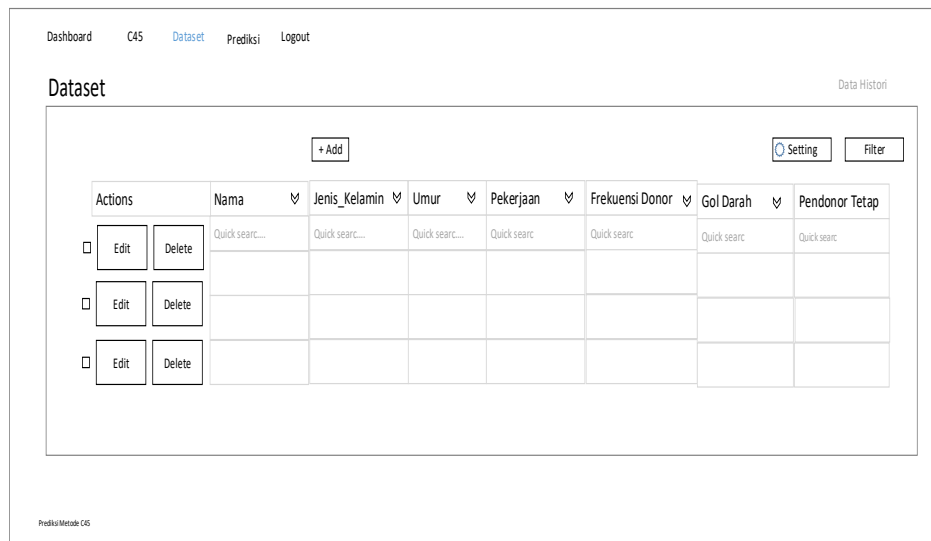 Dashboard C45 Dataset Prediksi Logout
Dataset Data Histori
+ Add Setting Filter
Actions Nama Jenis_Kelamin Umur Pekerjaan Frekuensi Donor Gol Darah Pendonor Tetap
Quick searc.... Quick searc.... Quick searc.... Quick searc Quick searc Quick searc Quick searc
Edit Delete
Edit Delete
Edit Delete
Prediksi Metode C45